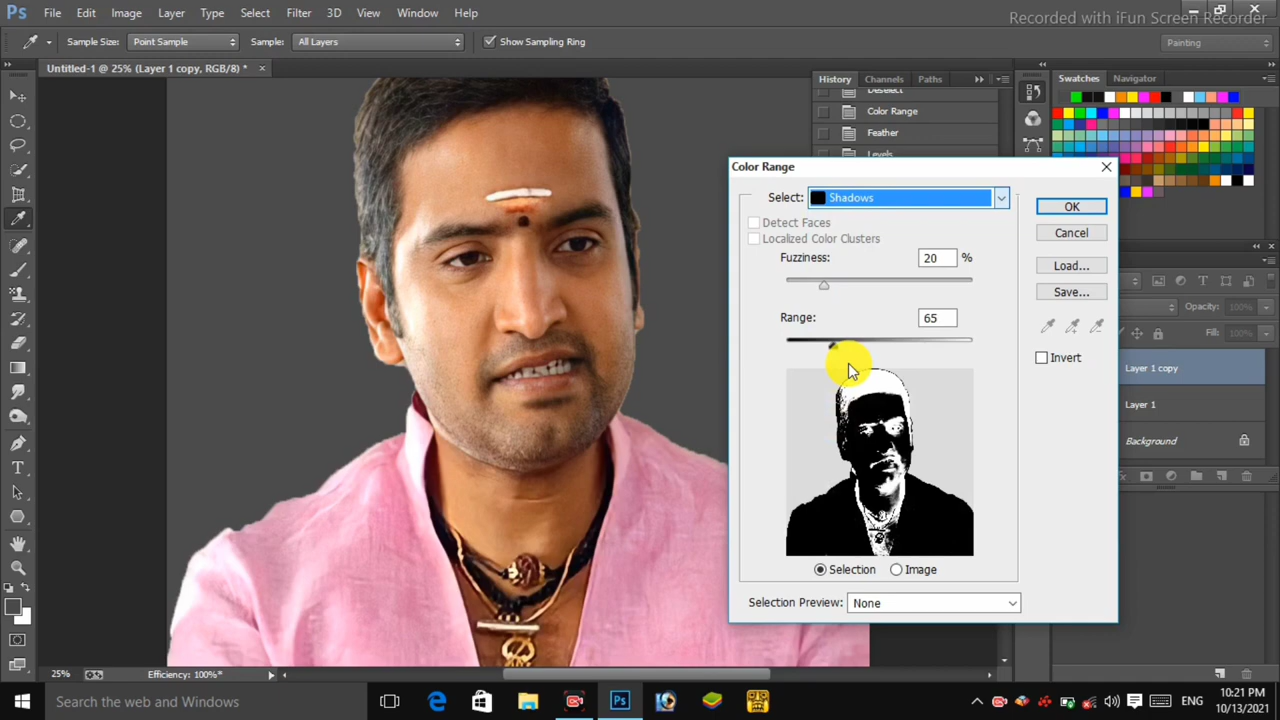 Ps File Edit Image Layer Type Select Filter 3D View Window Help
Recorded with iFun Screen Recorder
Sample Size: Point Sample Sample: All Layers Show Sampling Ring Painting
Untitled-1 @ 25% (Layer 1 copy, RGB/8) * ×
History Channels Paths
Swatches Navigator
Deselect
Color Range
Feather
Levels
Color Range
Select: Shadows
OK
Detect Faces
Cancel
Localized Color Clusters
Fuzziness: 20 %
Load...
Save...
Range: 65
Invert
Opacity: 100%
Fill: 100%
Layer 1 copy
Layer 1
Background
Selection Image
Selection Preview: None
25% Efficiency: 100%*
Search the web and Windows
Ps
ENG
10:21 PM
10/13/2021